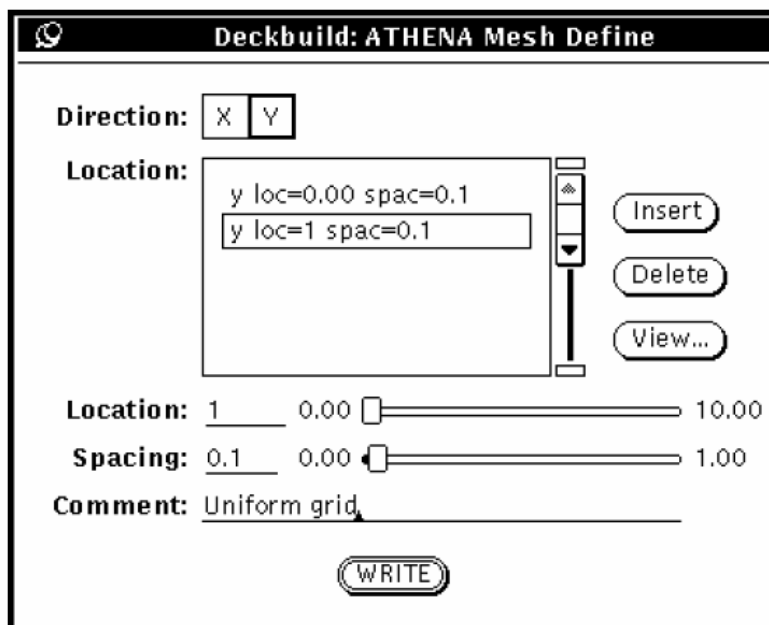 Deckbuild: ATHENA Mesh Define
Direction: X Y
Location:
y loc=0.00 spac=0.1
y loc=1 spac=0.1
Insert
Delete
View...
Location: 1 0.00 10.00
Spacing: 0.1 0.00 1.00
Comment: Uniform grid
WRITE